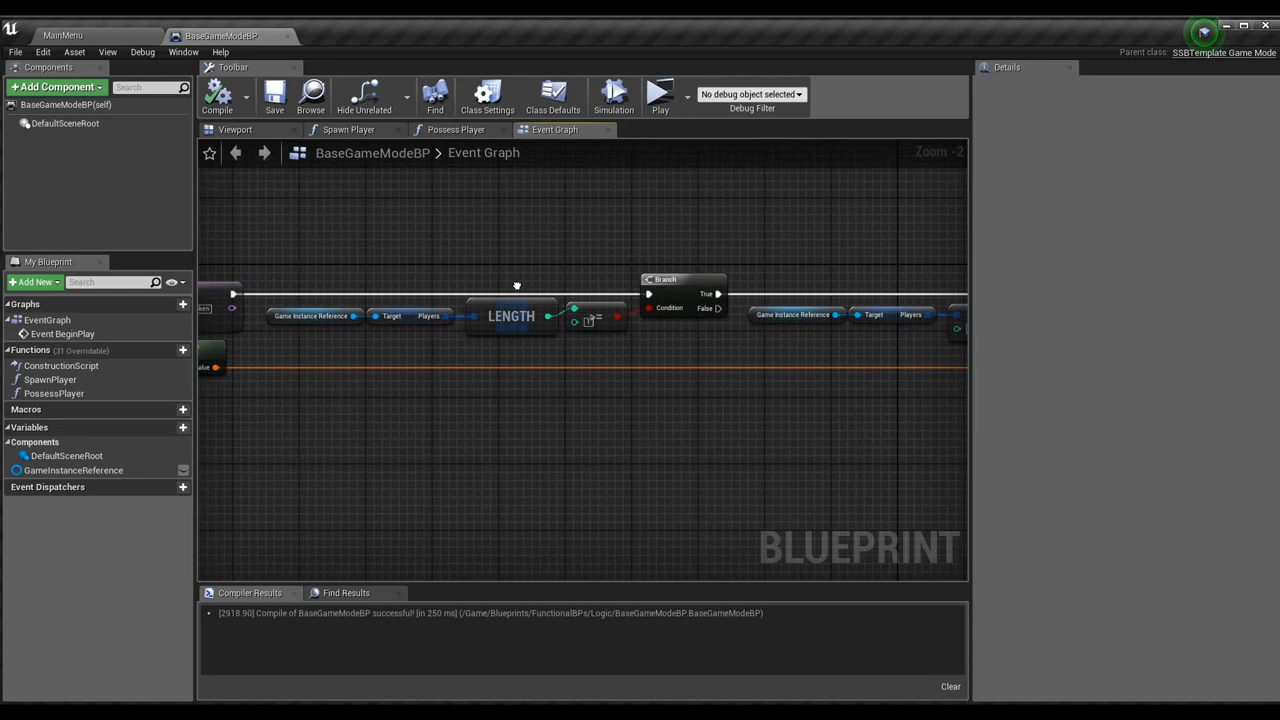 MainMenu
BaseGameModeBP
File Edit Asset View Debug Window Help
Parent class: SSBTemplate Game Mode
Components
Toolbar
Details
+Add Component
Search
BaseGameModeBP(self)
DefaultSceneRoot
Compile
Save
Browse
Hide Unrelated
Find
Class Settings
Class Defaults
Simulation
Play
No debug object selected
Debug Filter
Viewport
Spawn Player
Possess Player
Event Graph
BaseGameModeBP > Event Graph
Zoom -2
My Blueprint
+Add New
Search
Graphs
EventGraph
Event BeginPlay
Functions (31 Overridable)
ConstructionScript
SpawnPlayer
PossessPlayer
Macros
Variables
Components
DefaultSceneRoot
GameInstanceReference
Event Dispatchers
Game Instance Reference
Target Players
LENGTH
1
>=
Branch
True
Condition False
Game Instance Reference
Target Players
BLUEPRINT
Compiler Results
Find Results
[2918.90] Compile of BaseGameModeBP successful! [in 250 ms] (/Game/Blueprints/FunctionalBPs/Logic/BaseGameModeBP.BaseGameModeBP)
Clear